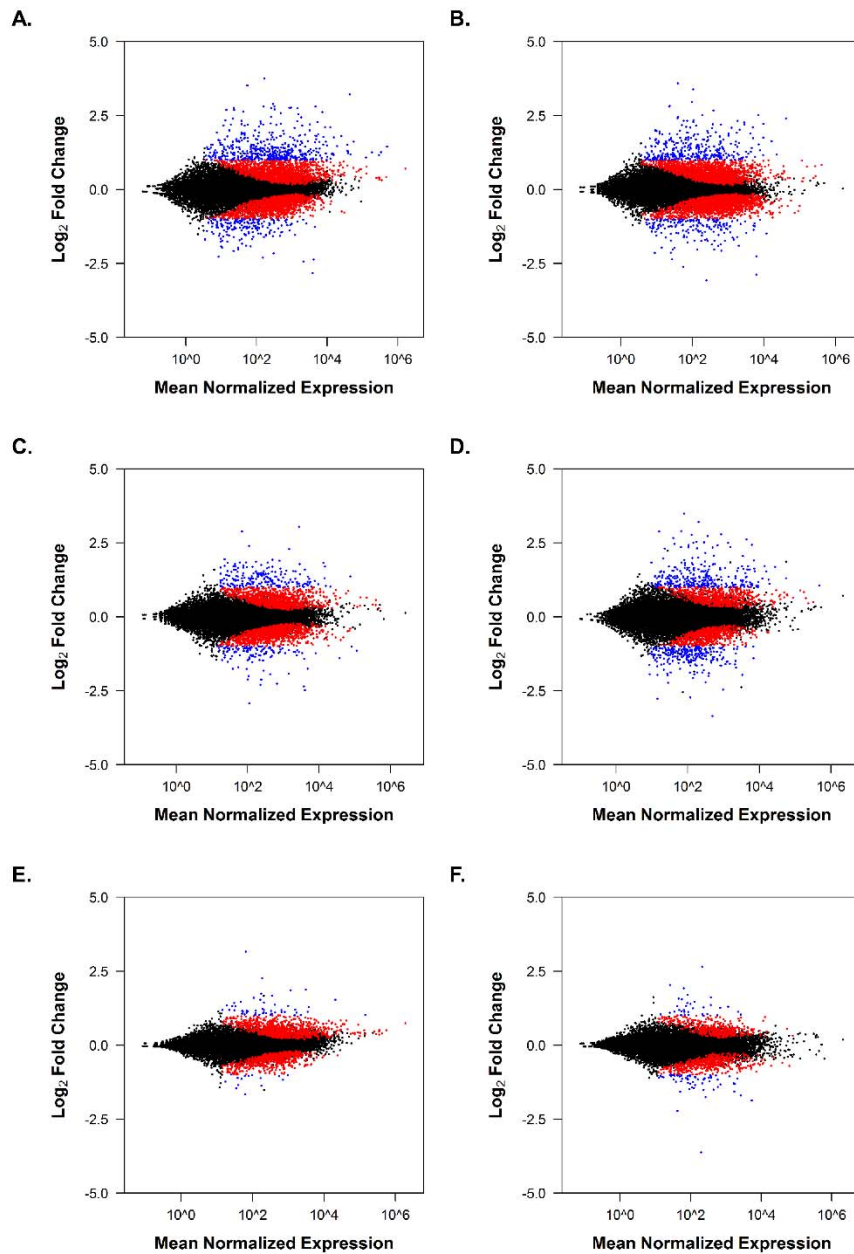 A.
5.0
2.5
0.0
-2.5
-5.0
Log₂ Fold Change
10^0 10^2 10^4 10^6
Mean Normalized Expression
B.
5.0
2.5
0.0
-2.5
-5.0
Log₂ Fold Change
10^0 10^2 10^4 10^6
Mean Normalized Expression
C.
5.0
2.5
0.0
-2.5
-5.0
Log₂ Fold Change
10^0 10^2 10^4 10^6
Mean Normalized Expression
D.
5.0
2.5
0.0
-2.5
-5.0
Log₂ Fold Change
10^0 10^2 10^4 10^6
Mean Normalized Expression
E.
5.0
2.5
0.0
-2.5
-5.0
Log₂ Fold Change
10^0 10^2 10^4 10^6
Mean Normalized Expression
F.
5.0
2.5
0.0
-2.5
-5.0
Log₂ Fold Change
10^0 10^2 10^4 10^6
Mean Normalized Expression